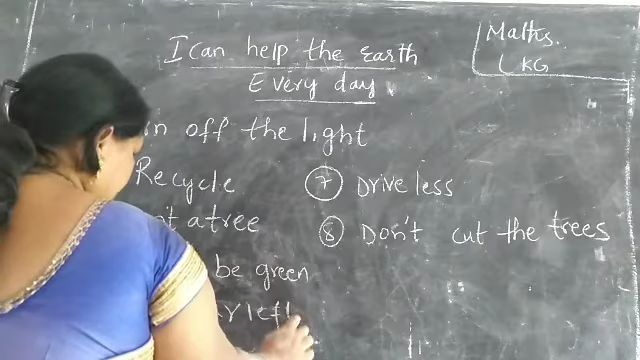 I can help the Earth
Every day
Maths.
LKG
off the light
Recycle
a tree
be green
⑦ Drive less
⑧ Don't cut the trees